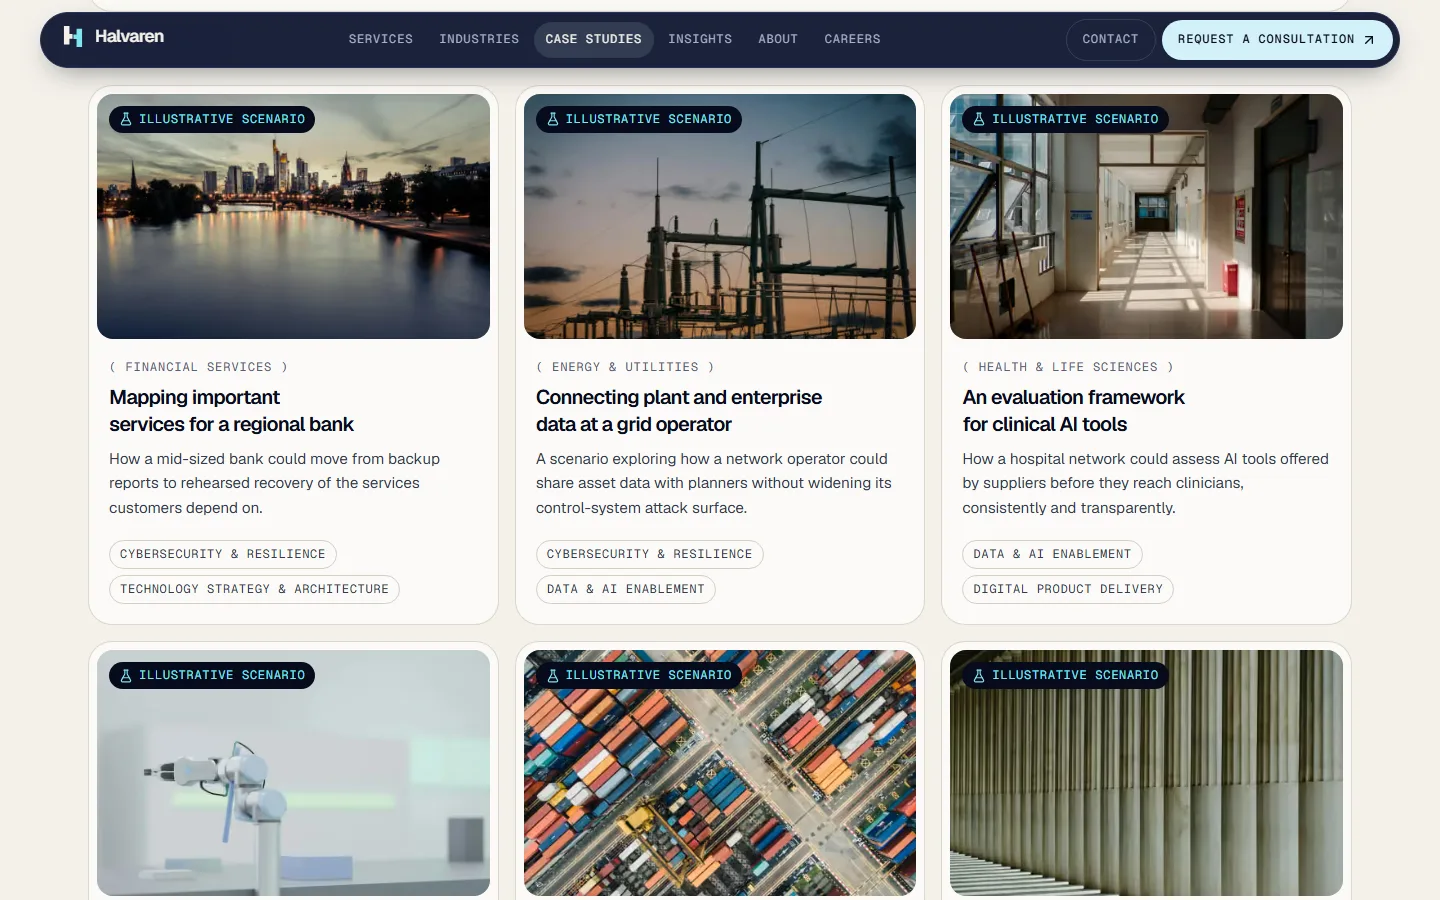 Halvaren
SERVICES
INDUSTRIES
CASE STUDIES
INSIGHTS
ABOUT
CAREERS
CONTACT
REQUEST A CONSULTATION
ILLUSTRATIVE SCENARIO
( FINANCIAL SERVICES )
Mapping important
services for a regional bank
How a mid-sized bank could move from backup
reports to rehearsed recovery of the services
customers depend on.
CYBERSECURITY & RESILIENCE
TECHNOLOGY STRATEGY & ARCHITECTURE
ILLUSTRATIVE SCENARIO
( ENERGY & UTILITIES )
Connecting plant and enterprise
data at a grid operator
A scenario exploring how a network operator could
share asset data with planners without widening its
control-system attack surface.
CYBERSECURITY & RESILIENCE
DATA & AI ENABLEMENT
ILLUSTRATIVE SCENARIO
( HEALTH & LIFE SCIENCES )
An evaluation framework
for clinical AI tools
How a hospital network could assess AI tools offered
by suppliers before they reach clinicians,
consistently and transparently.
DATA & AI ENABLEMENT
DIGITAL PRODUCT DELIVERY
ILLUSTRATIVE SCENARIO
ILLUSTRATIVE SCENARIO
ILLUSTRATIVE SCENARIO